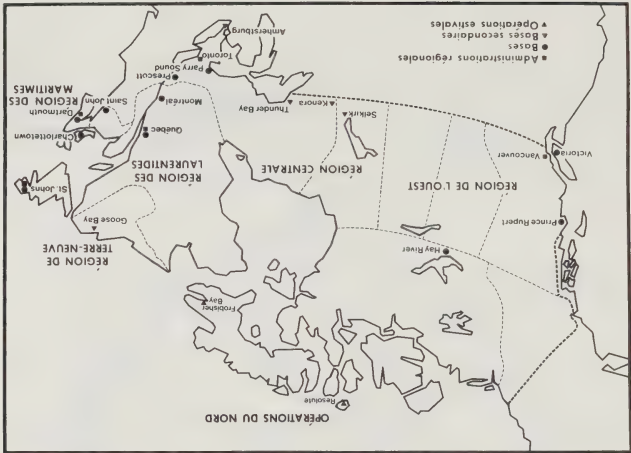 OPÉRATIONS DU NORD
Resolute
Frobisher
Bay
RÉGION DE
TERRE-NEUVE
Goose Bay
Hay River
Prince Rupert
St. Johns
RÉGION DE L'OUEST
RÉGION CENTRALE
RÉGION DES
LAURENTIDES
Victoria
Vancouver
Québec
Charlottetown
Dartmouth
Saint John
RÉGION DES
MARITIMES
Selkirk
Kenora
Thunder Bay
Montréal
Prescott
Parry Sound
Toronto
Amherstburg
Administrations régionales
Bases
Bases secondaires
Opérations estivales